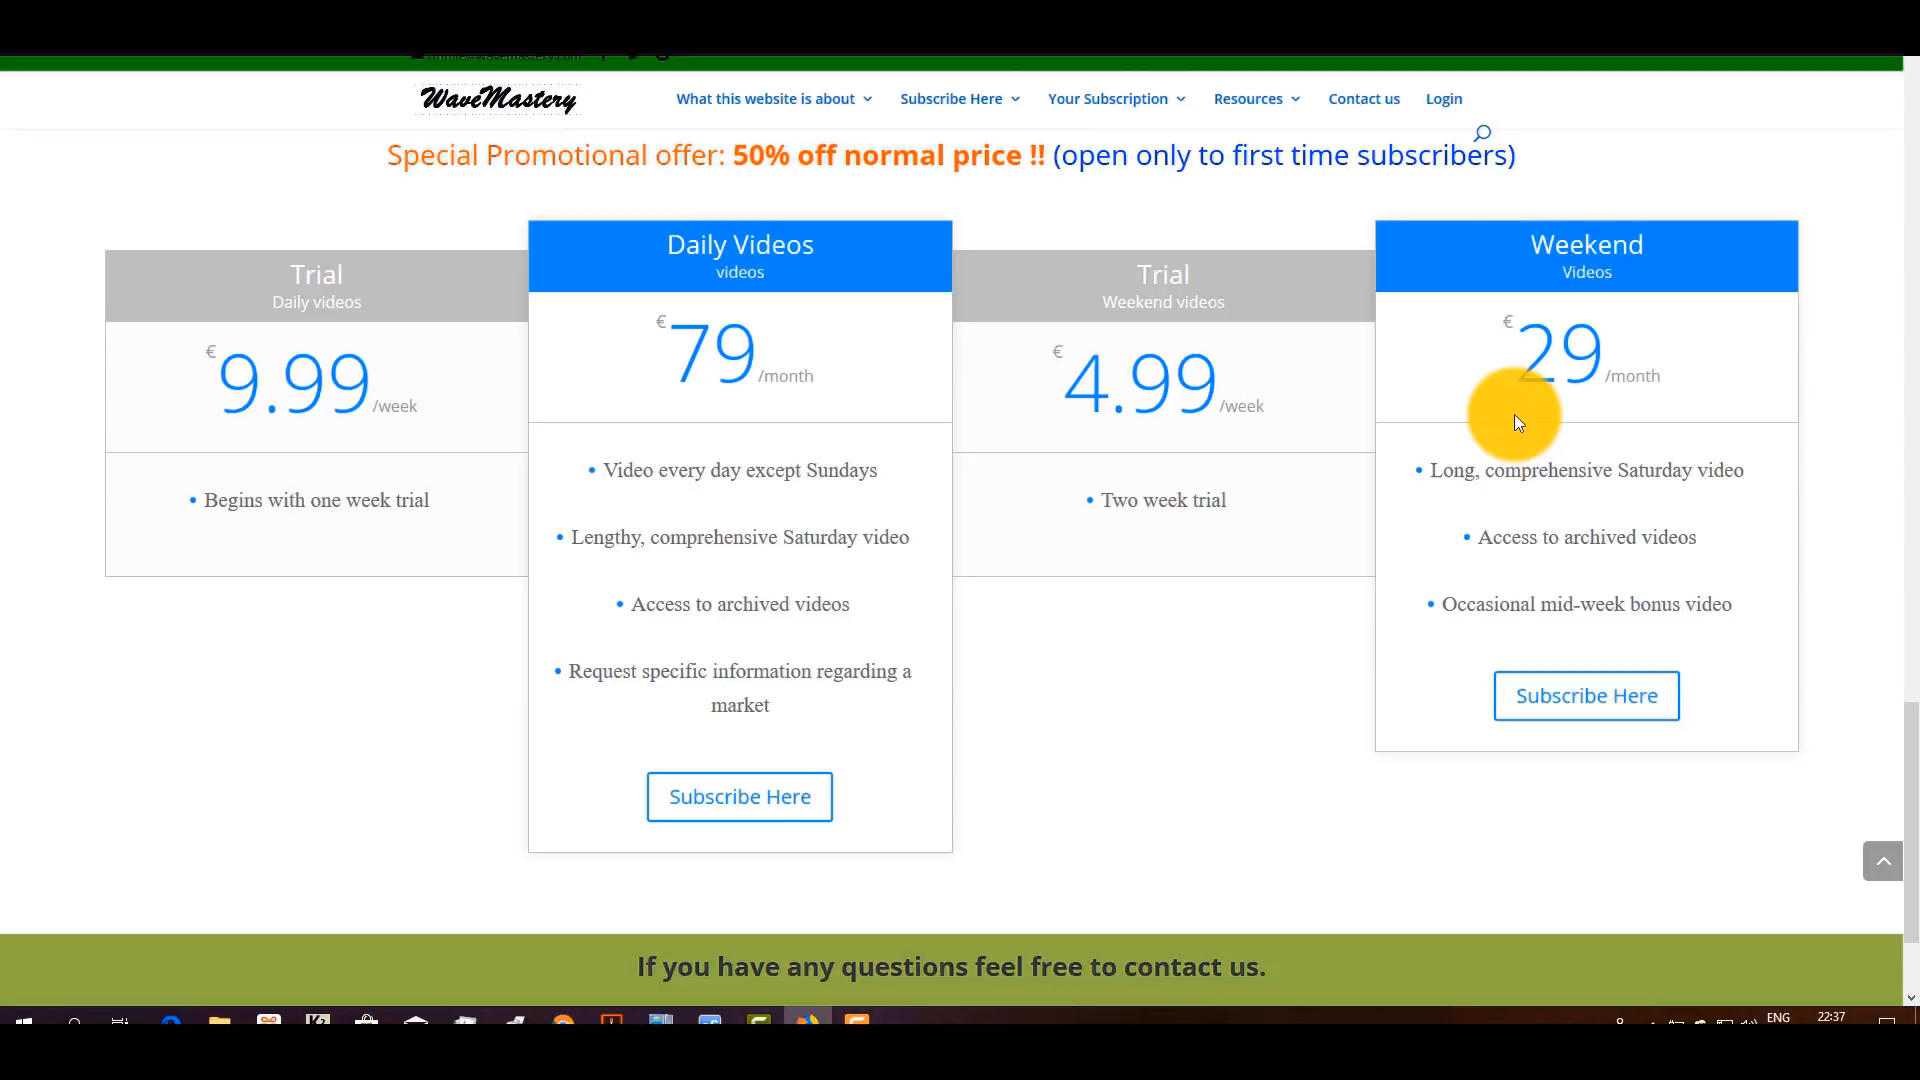 WaveMastery
What this website is about
Subscribe Here
Your Subscription
Resources
Contact us
Login
Special Promotional offer: 50% off normal price !! (open only to first time subscribers)
Trial
Daily videos
€
9.99
/week
• Begins with one week trial
Daily Videos
videos
€
79
/month
• Video every day except Sundays
• Lengthy, comprehensive Saturday video
• Access to archived videos
• Request specific information regarding a
market
Subscribe Here
Trial
Weekend videos
€
4.99
/week
• Two week trial
Weekend
Videos
€
29
/month
• Long, comprehensive Saturday video
• Access to archived videos
• Occasional mid-week bonus video
Subscribe Here
If you have any questions feel free to contact us.
ENG
22:37